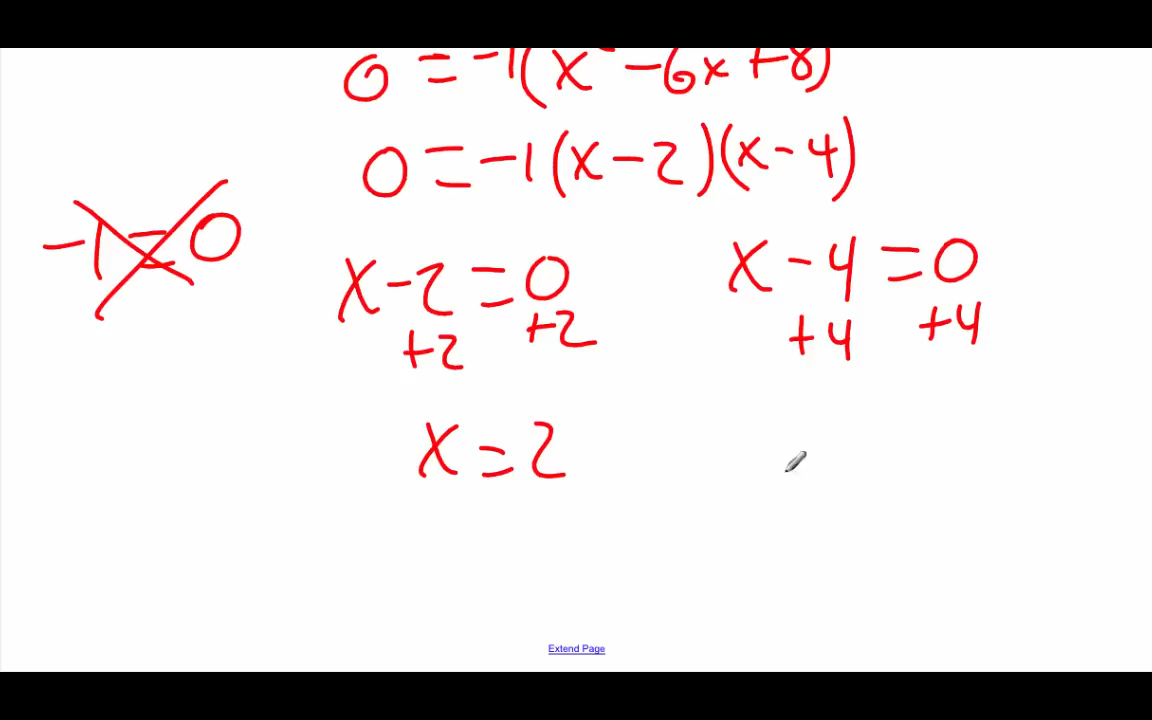 0 = -1(x² - 6x + 8)
0 = -1(x - 2)(x - 4)
-1 = 0
x - 2 = 0
+2 +2
x = 2
x - 4 = 0
+4 +4
Extend Page